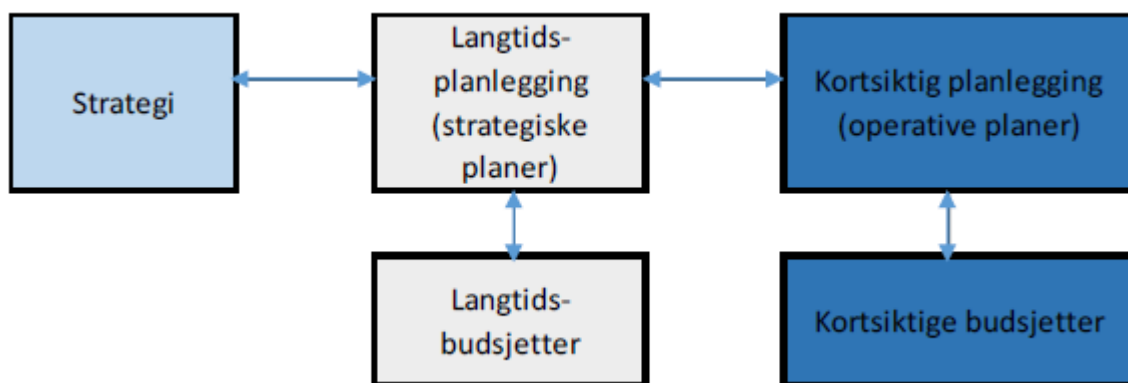 Strategi
Langtids-
planlegging
(strategiske
planer)
Kortsiktig planlegging
(operative planer)
Langtids-
budsjetter
Kortsiktige budsjetter